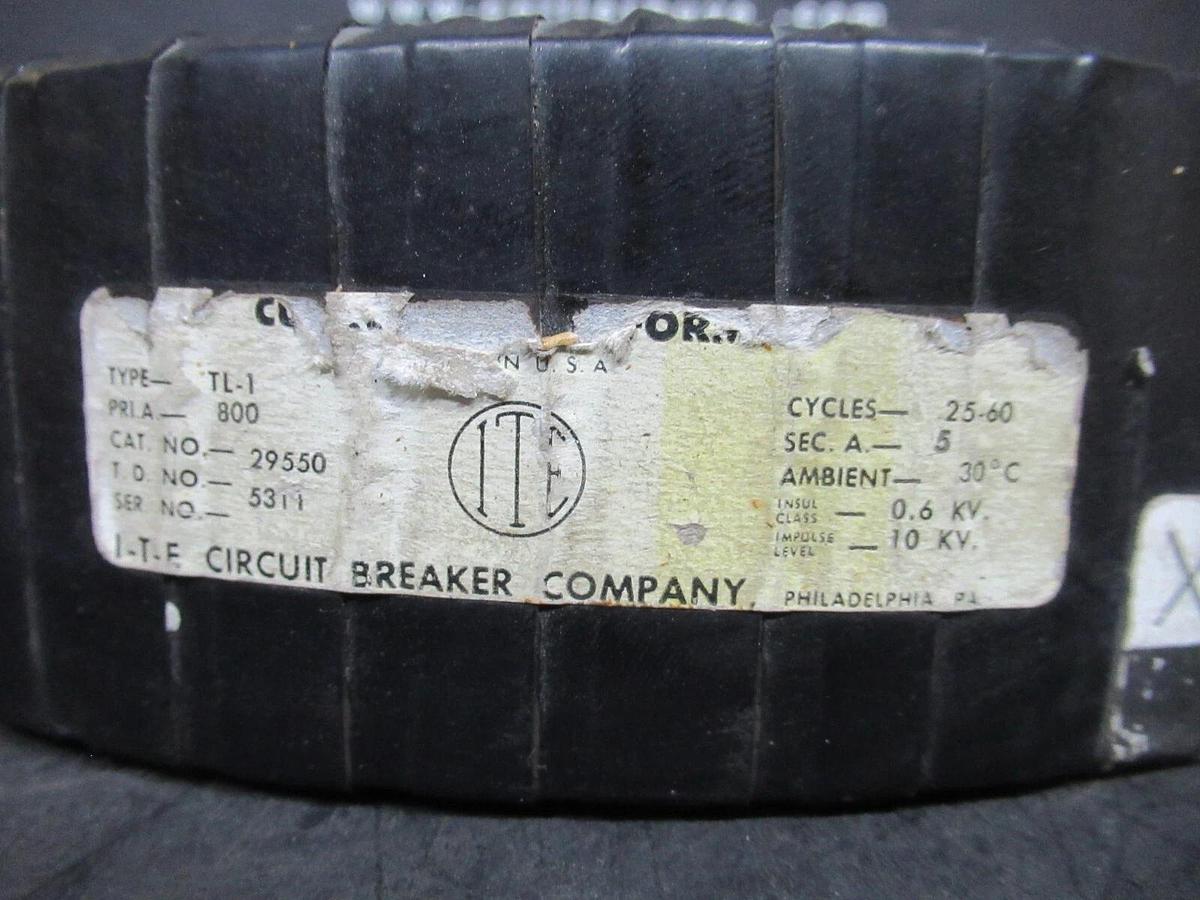 TYPE— TL-1
PRI.A.— 800
CAT. NO.— 29550
T D NO— 5311
SER NO.—
U.S.A
ITE
CYCLES— 25-60
SEC. A.— 5
AMBIENT— 30°C
INSUL CLASS — 0.6 KV.
IMPULSE LEVEL — 10 KV.
I-T-E CIRCUIT BREAKER COMPANY, PHILADELPHIA PA
X